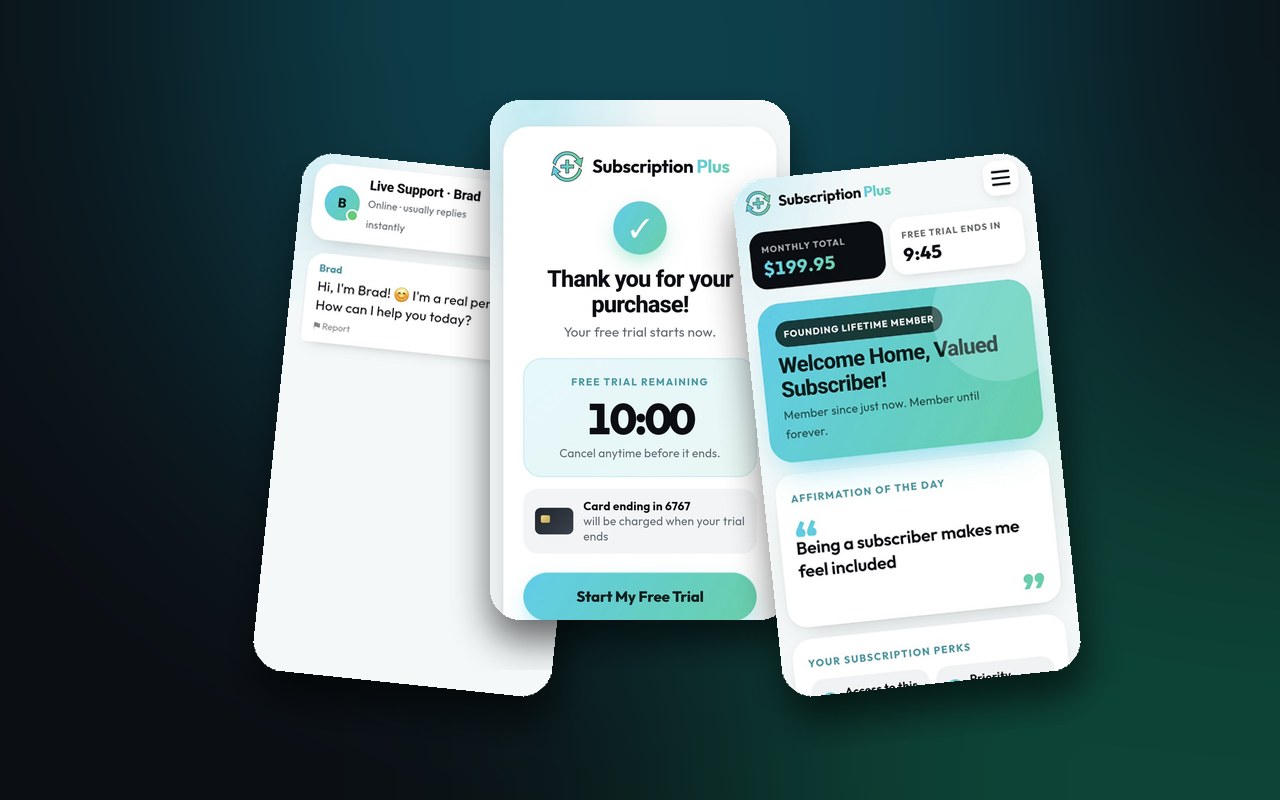 B
Live Support · Brad
Online · usually replies
instantly
Brad
Hi, I'm Brad! 😊 I'm a real
How can I help you today?
Report
Subscription Plus
Thank you for your
purchase!
Your free trial starts now.
FREE TRIAL REMAINING
10:00
Cancel anytime before it ends.
Card ending in 6767
will be charged when your trial
ends
Start My Free Trial
Subscription Plus
MONTHLY TOTAL
$199.95
FREE TRIAL ENDS IN
9:45
FOUNDING LIFETIME MEMBER
Welcome Home, Valued
Subscriber!
Member since just now. Member until
forever.
AFFIRMATION OF THE DAY
“
Being a subscriber makes me
feel included
”
YOUR SUBSCRIPTION PERKS
Access to this
Priority